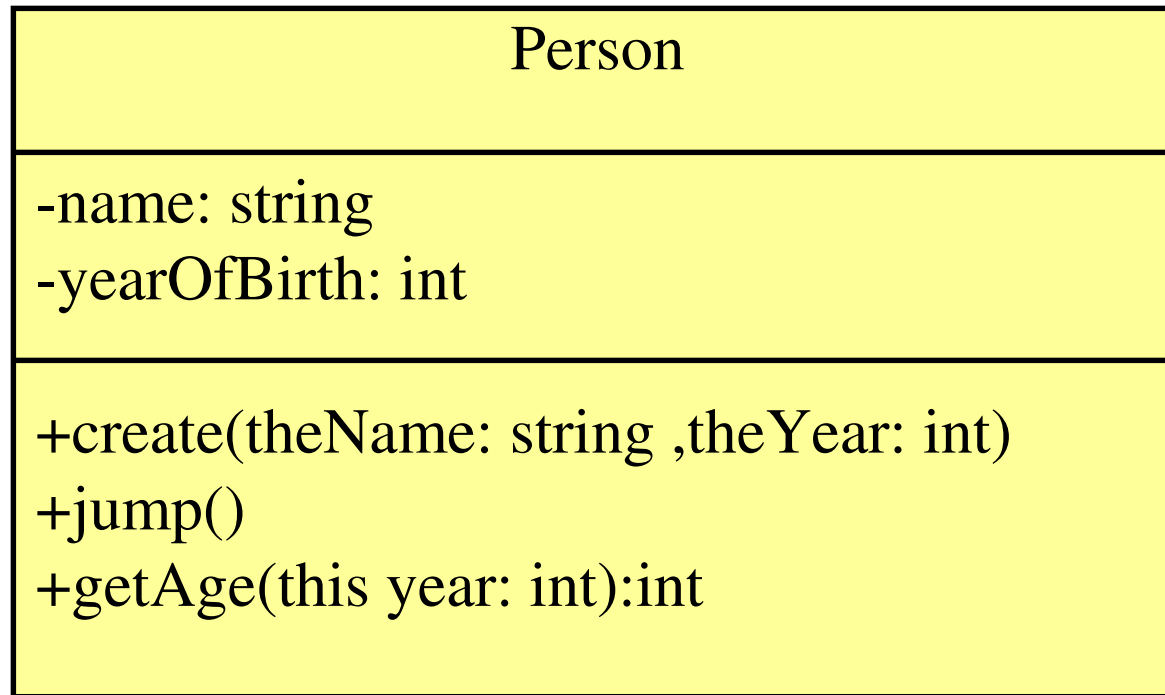 Person
-name: string
-yearOfBirth: int
+create(theName: string ,theYear: int)
+jump()
+getAge(this year: int):int